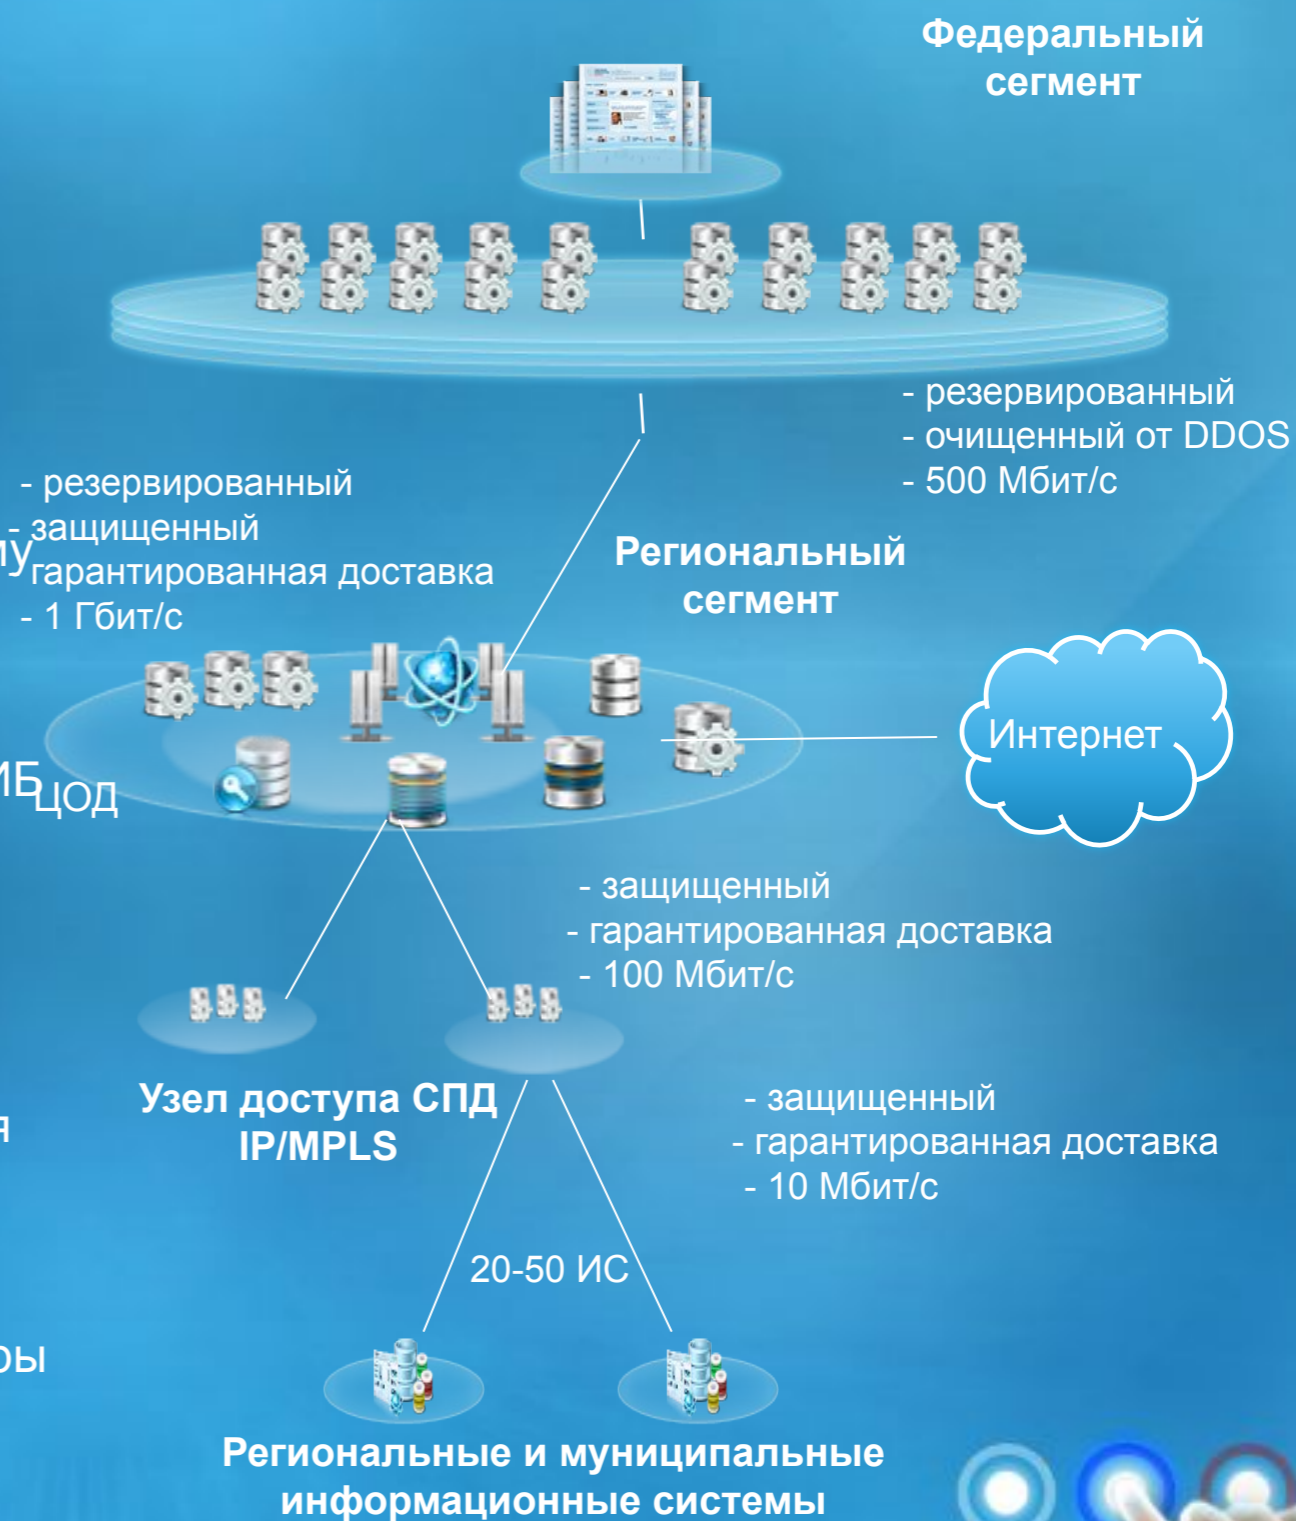 Федеральный
сегмент
- резервированный
- очищенный от DDOS
- 500 Мбит/с
- резервированный
- защищенный
гарантированная доставка
- 1 Гбит/с
Региональный
сегмент
Интернет
ЦОД
- защищенный
- гарантированная доставка
- 100 Мбит/с
Узел доступа СПД
IP/MPLS
- защищенный
- гарантированная доставка
- 10 Мбит/с
20-50 ИС
Региональные и муниципальные
информационные системы